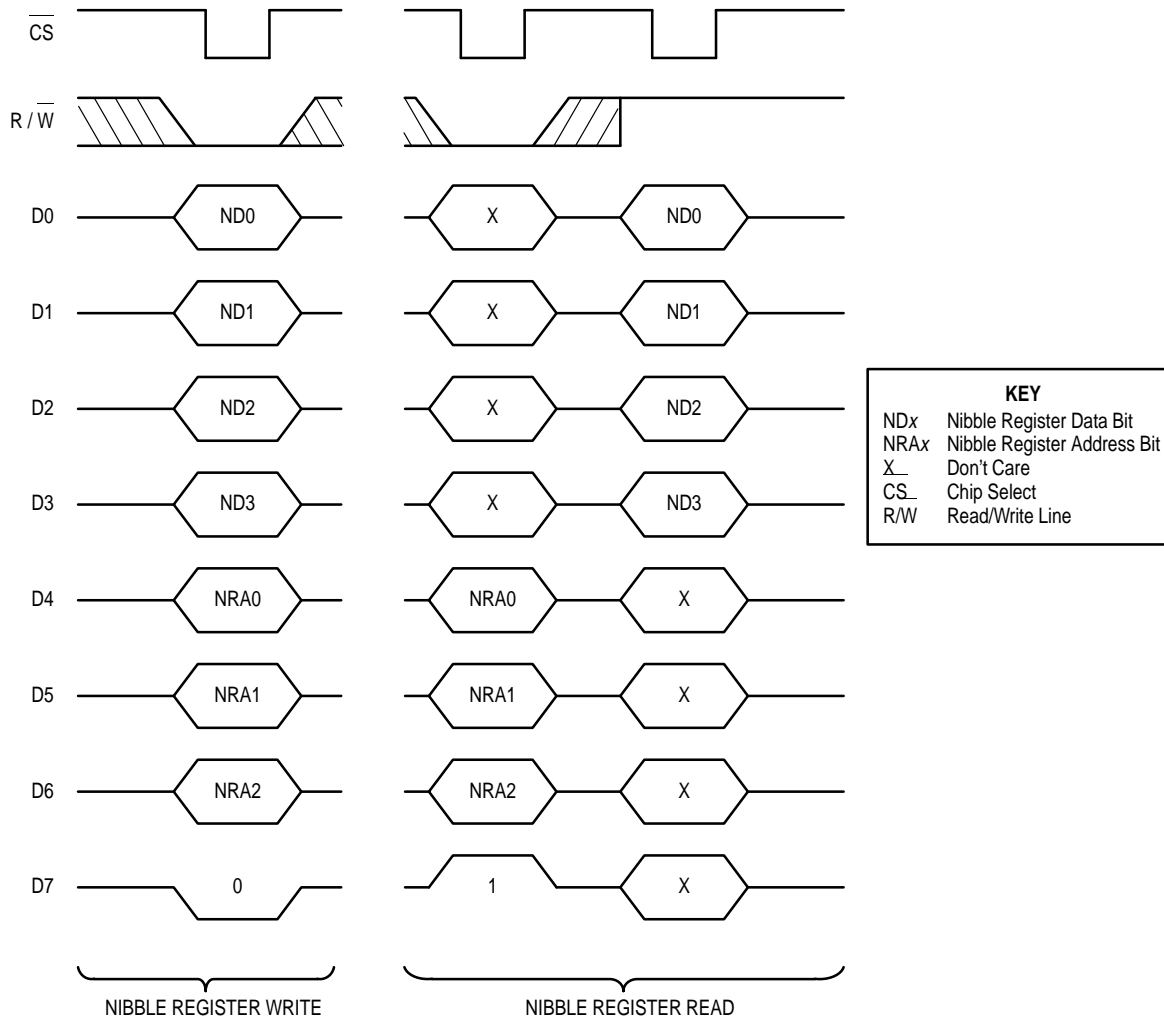 CS
R / W
D0 ND0 X ND0
D1 ND1 X ND1
D2 ND2 X ND2
D3 ND3 X ND3
D4 NRA0 NRA0 X
D5 NRA1 NRA1 X
D6 NRA2 NRA2 X
D7 0 1 X
NIBBLE REGISTER WRITE NIBBLE REGISTER READ
KEY
NDx Nibble Register Data Bit
NRAx Nibble Register Address Bit
X Don't Care
CS Chip Select
R/W Read/Write Line